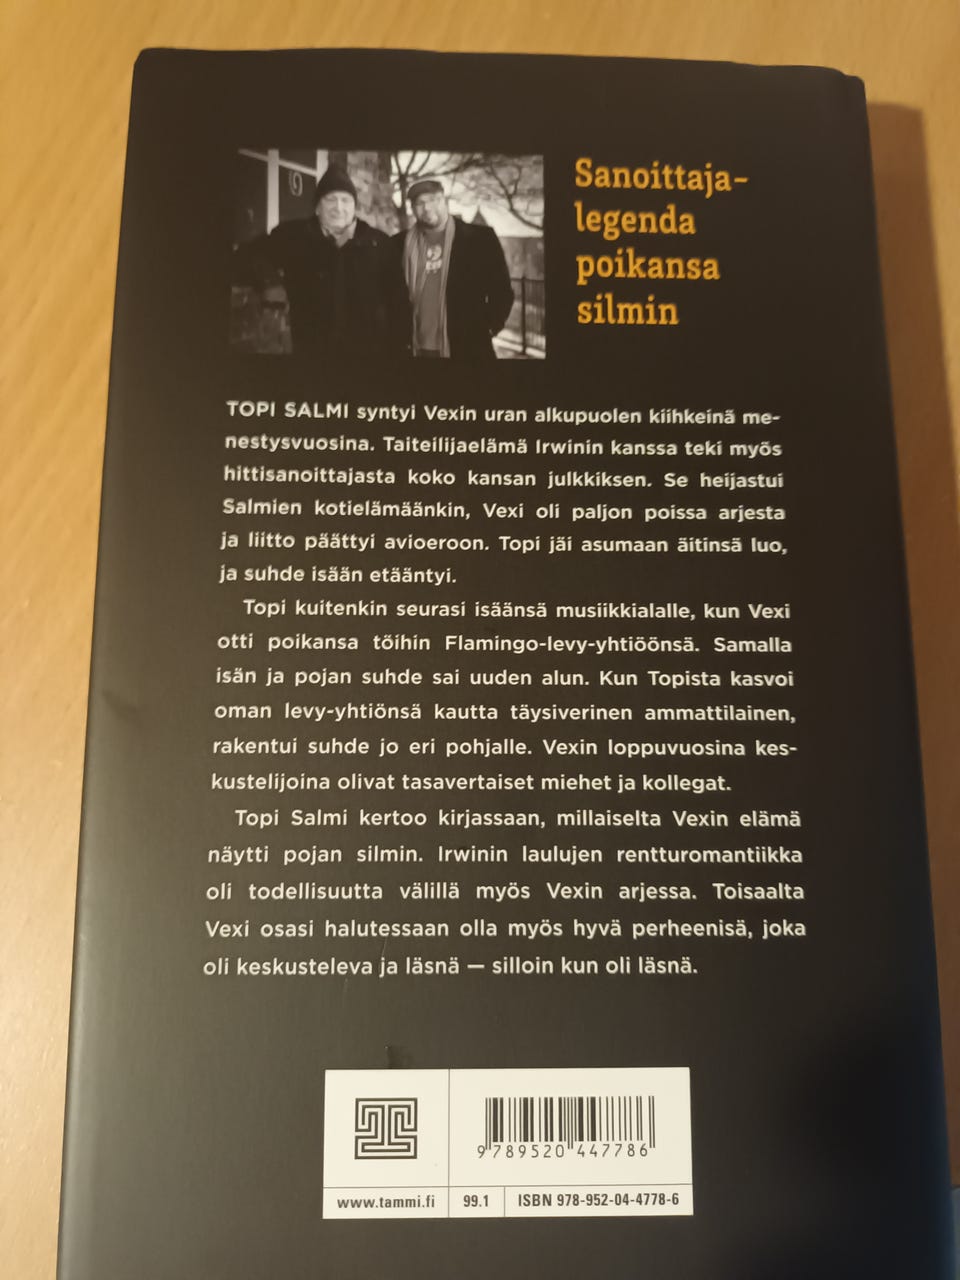 Sanoittaja-
legenda
poikansa
silmin
TOPI SALMI syntyi Vexin uran alkupuolen kiihkeinä me-
nestysvuosina. Taiteilijaelämä Irwinin kanssa teki myös
hittisanoittajasta koko kansan julkkiksen. Se heijastui
Salmien kotielämäänkin, Vexi oli paljon poissa arjesta
ja liitto päättyi avioeroon. Topi jäi asumaan äitinsä luo,
ja suhde isään etääntyi.
Topi kuitenkin seurasi isäänsä musiikkialalle, kun Vexi
otti poikansa töihin Flamingo-levy-yhtiöönsä. Samalla
isän ja pojan suhde sai uuden alun. Kun Topista kasvoi
oman levy-yhtiönsä kautta täysiverinen ammattilainen,
rakentui suhde jo eri pohjalle. Vexin loppuvuosina kes-
kustelijoina olivat tasavertaiset miehet ja kollegat.
Topi Salmi kertoo kirjassaan, millaiselta Vexin elämä
näytti pojan silmin. Irwinin laulujen rentturomantiikka
oli todellisuutta välillä myös Vexin arjessa. Toisaalta
Vexi osasi halutessaan olla myös hyvä perheenisä, joka
oli keskusteleva ja läsnä — silloin kun oli läsnä.
9 789520 447786
www.tammi.fi 99.1 ISBN 978-952-04-4778-6